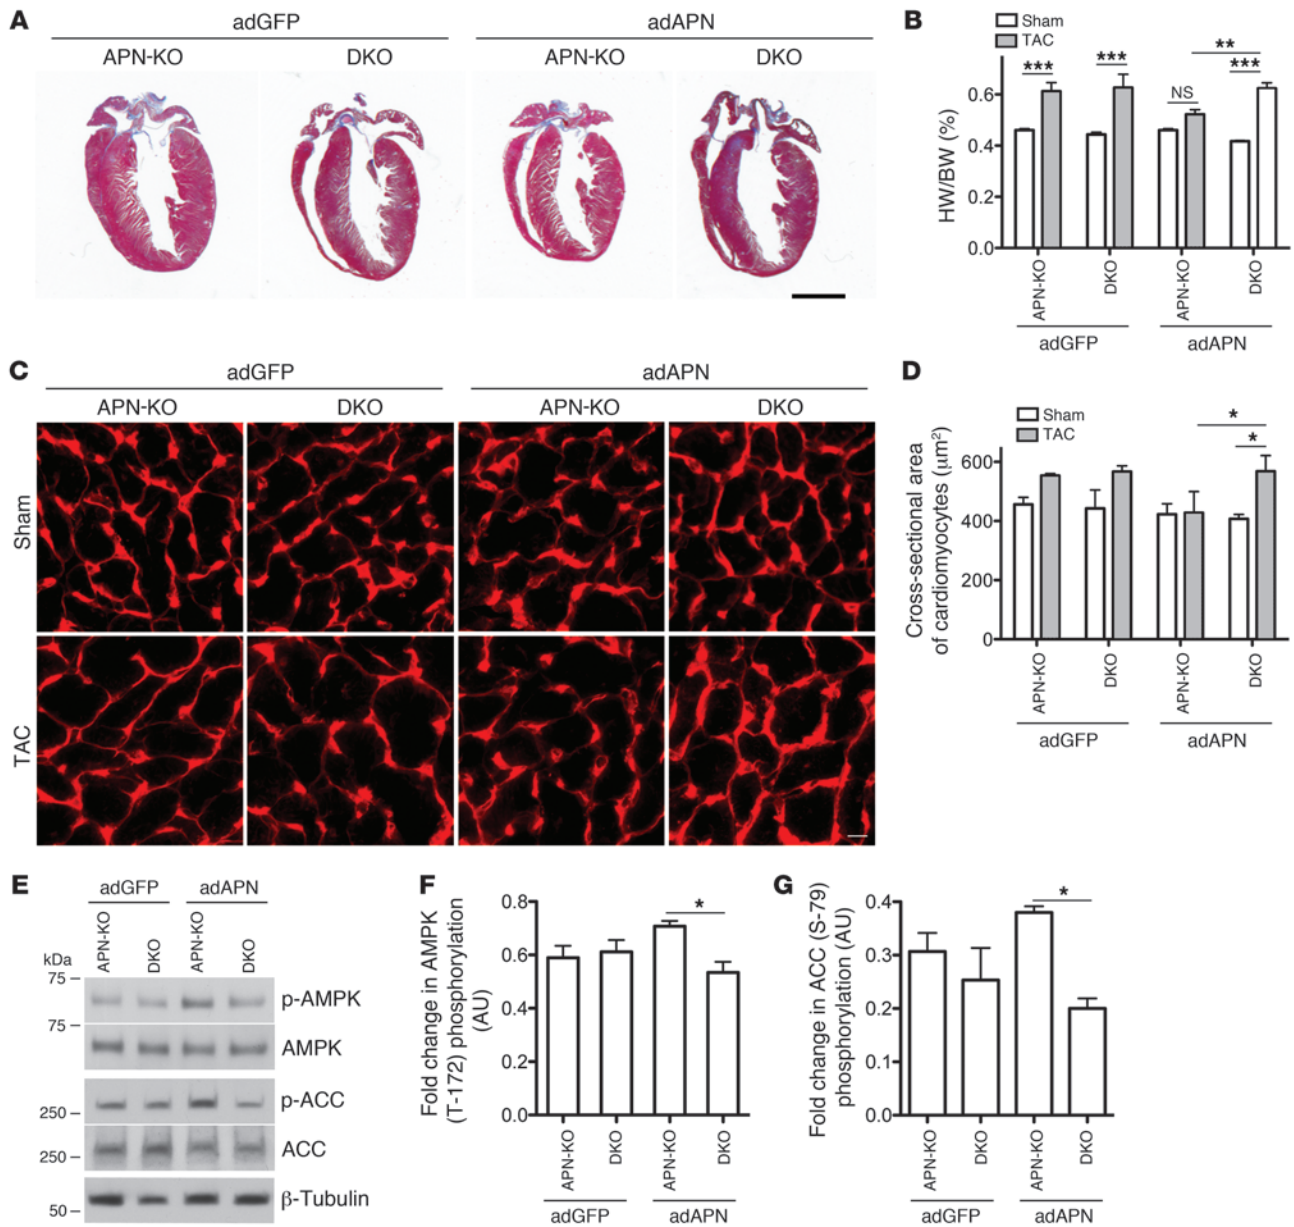 A
adGFP
adAPN
APN-KO
DKO
APN-KO
DKO
B
Sham
TAC
***
***
NS
**
***
HW/BW (%)
0.6
0.4
0.2
0.0
APN-KO
DKO
APN-KO
DKO
adGFP
adAPN
C
adGFP
adAPN
APN-KO
DKO
APN-KO
DKO
Sham
TAC
D
Sham
TAC
*
*
Cross-sectional area
of cardiomyocytes (μm²)
600
400
200
0
APN-KO
DKO
APN-KO
DKO
adGFP
adAPN
E
adGFP
adAPN
APN-KO
DKO
APN-KO
DKO
kDa
75
p-AMPK
75
AMPK
p-ACC
250
ACC
250
β-Tubulin
50
F
Fold change in AMPK
(T-172) phosphorylation
(AU)
0.8
0.6
0.4
0.2
0.0
*
APN-KO
DKO
APN-KO
DKO
adGFP
adAPN
G
Fold change in ACC (S-79)
phosphorylation (AU)
0.4
0.3
0.2
0.1
0.0
*
APN-KO
DKO
APN-KO
DKO
adGFP
adAPN